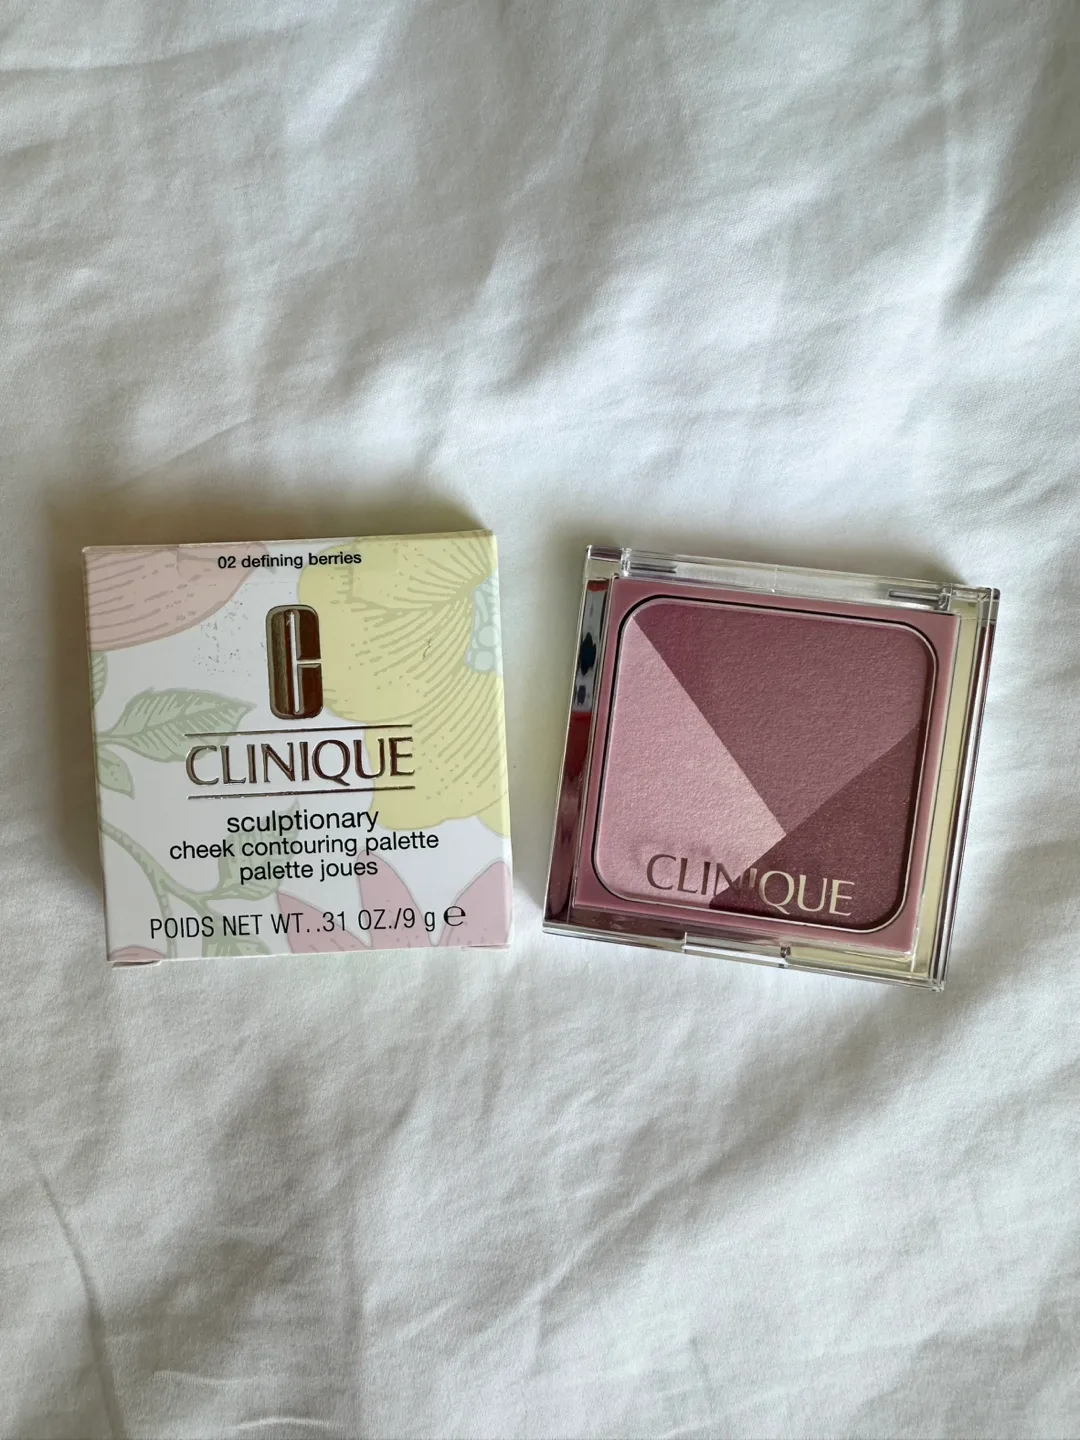 02 defining berries
CLINIQUE
sculptionary
cheek contouring palette
palette joues
POIDS NET WT. .31 OZ./9 g ℮
CLINIQUE